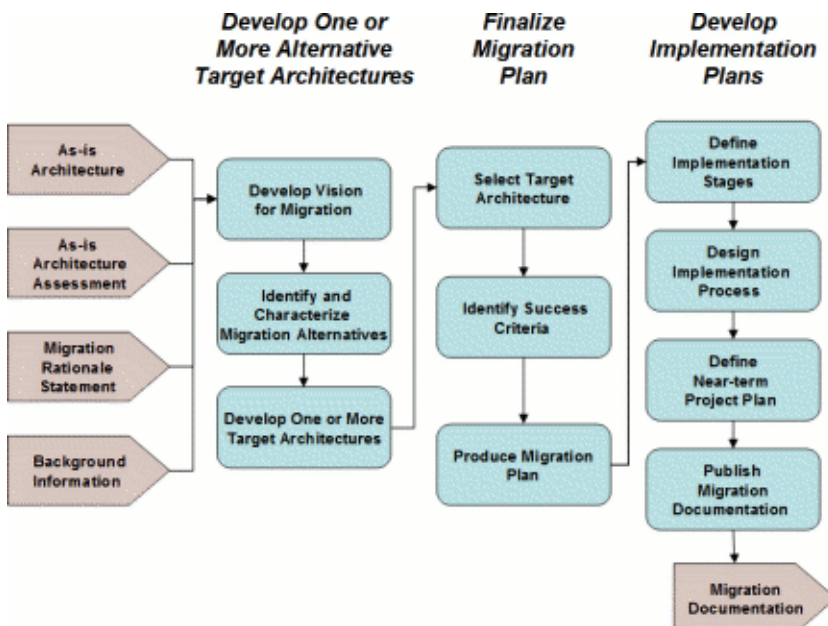 Develop One or
More Alternative
Target Architectures
Finalize
Migration
Plan
Develop
Implementation
Plans
As-is
Architecture
As-is
Architecture
Assessment
Migration
Rationale
Statement
Background
Information
Develop Vision
for Migration
Identify and
Characterize
Migration Alternatives
Develop One or More
Target Architectures
Select Target
Architecture
Identify Success
Criteria
Produce Migration
Plan
Define
Implementation
Stages
Design
Implementation
Process
Define
Near-term
Project Plan
Publish
Migration
Documentation
Migration
Documentation